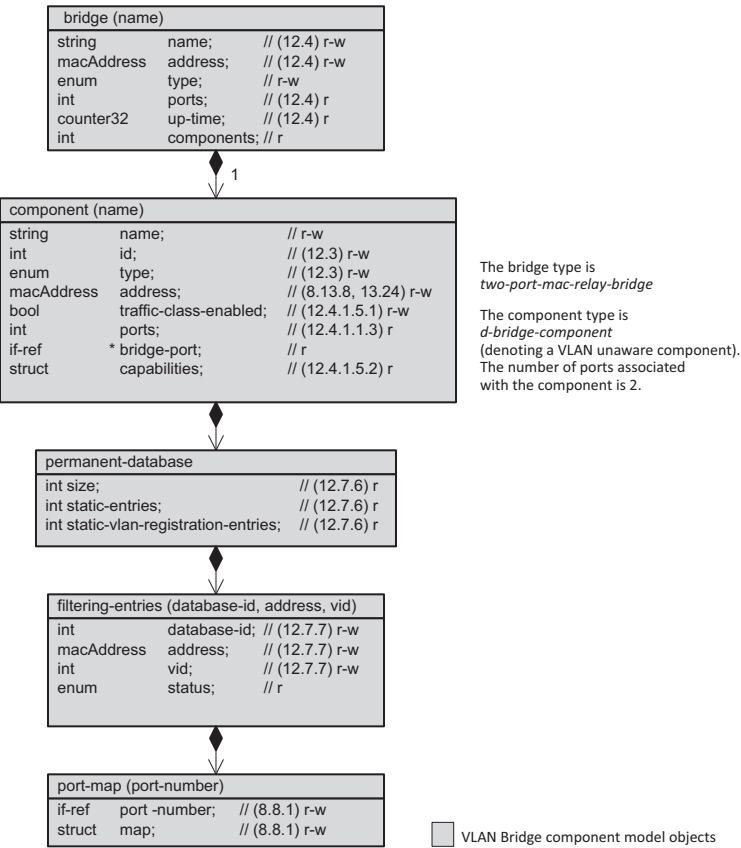 bridge (name)
string name; // (12.4) r-w
macAddress address; // (12.4) r-w
enum type; // r-w
int ports; // (12.4) r
counter32 up-time; // (12.4) r
int components; // r
1
component (name)
string name; // r-w
int id; // (12.3) r-w
enum type; // (12.3) r-w
macAddress address; // (8.13.8, 13.24) r-w
bool traffic-class-enabled; // (12.4.1.5.1) r-w
int ports; // (12.4.1.1.3) r
if-ref * bridge-port; // r
struct capabilities; // (12.4.1.5.2) r
The bridge type is
two-port-mac-relay-bridge
The component type is
d-bridge-component
(denoting a VLAN unaware component).
The number of ports associated
with the component is 2.
permanent-database
int size; // (12.7.6) r
int static-entries; // (12.7.6) r
int static-vlan-registration-entries; // (12.7.6) r
filtering-entries (database-id, address, vid)
int database-id; // (12.7.7) r-w
macAddress address; // (12.7.7) r-w
int vid; // (12.7.7) r-w
enum status; // r
port-map (port-number)
if-ref port -number; // (8.8.1) r-w
struct map; // (8.8.1) r-w
VLAN Bridge component model objects